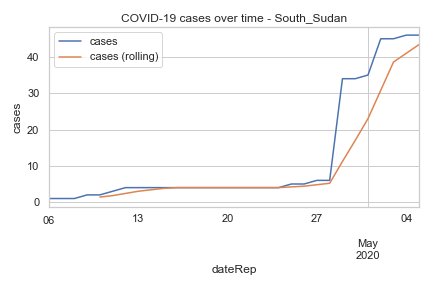 COVID-19 cases over time - South_Sudan
cases
cases (rolling)
cases
40
30
20
10
0
06
13
20
27
04
May
2020
dateRep